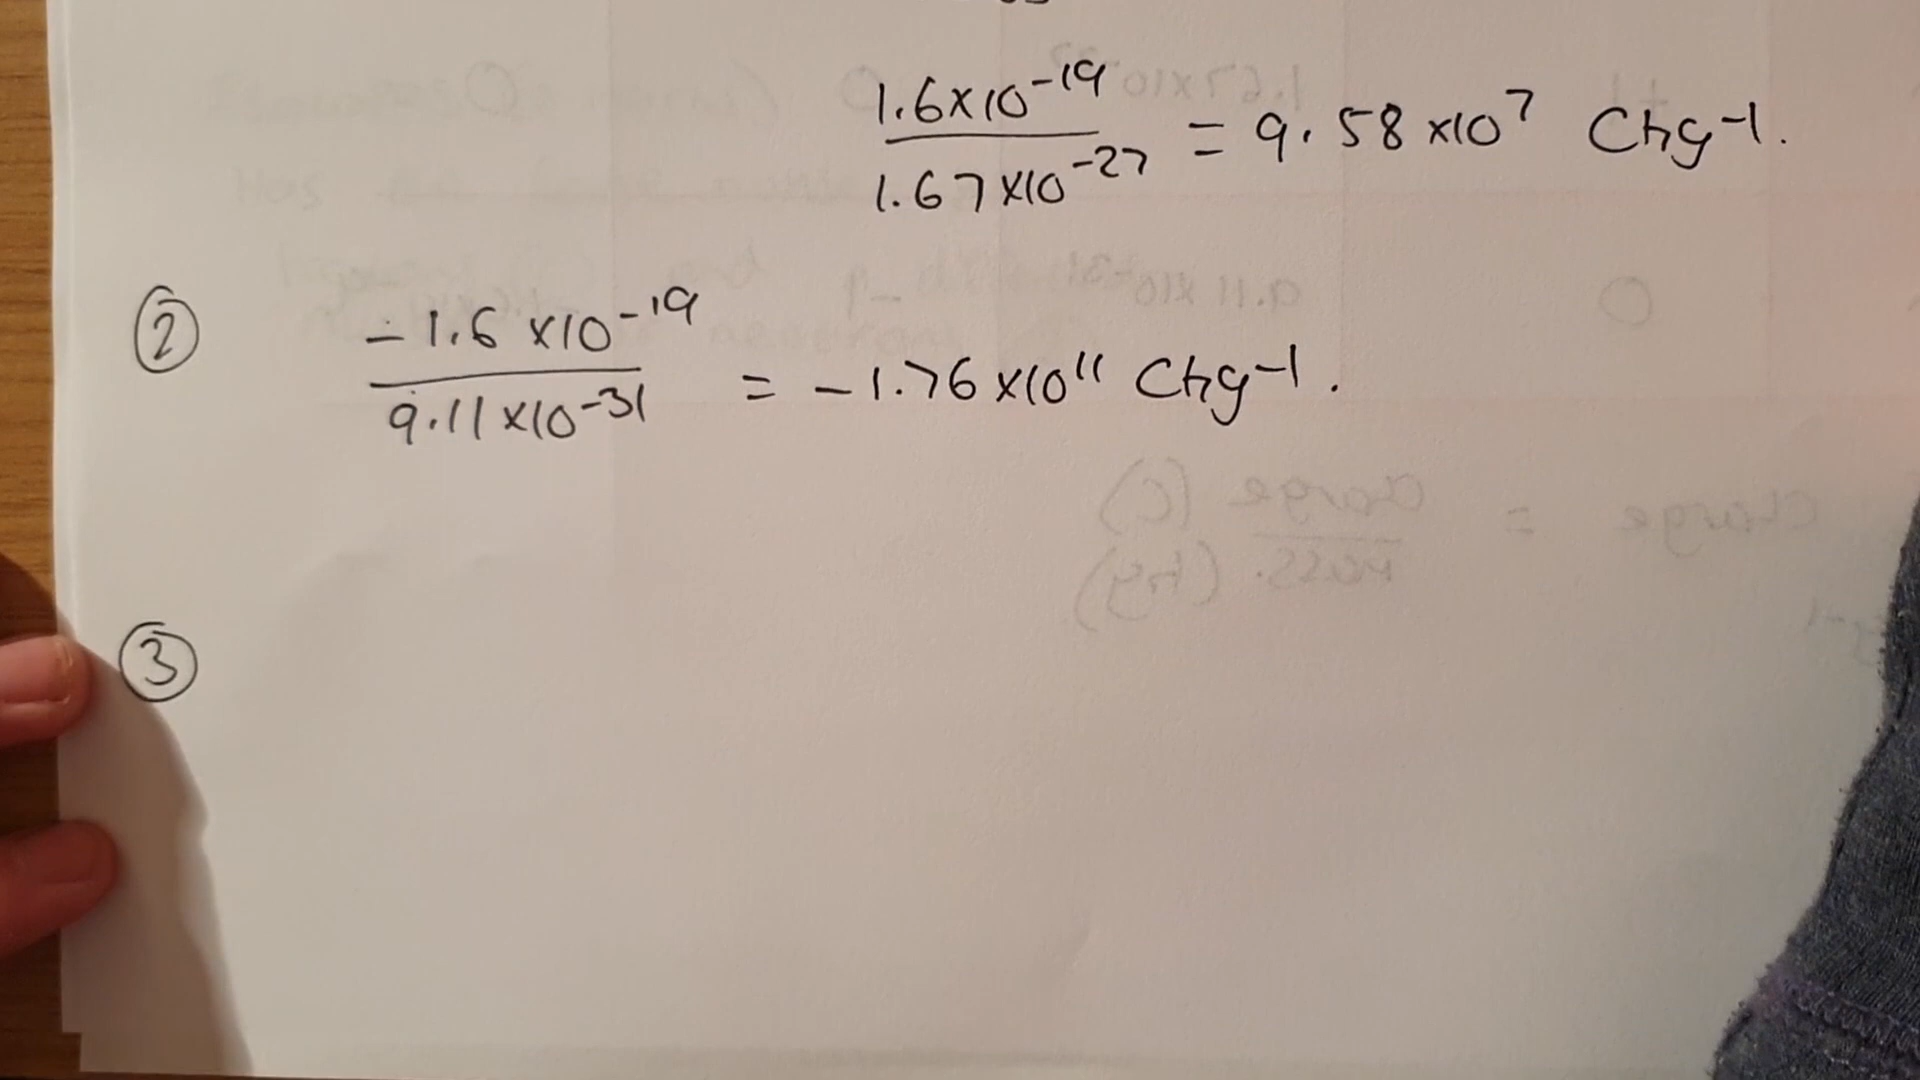 1.6×10⁻¹⁹ / 1.67×10⁻²⁷ = 9.58×10⁷ Ckg⁻¹.
② -1.6×10⁻¹⁹ / 9.11×10⁻³¹ = -1.76×10¹¹ Ckg⁻¹.
③